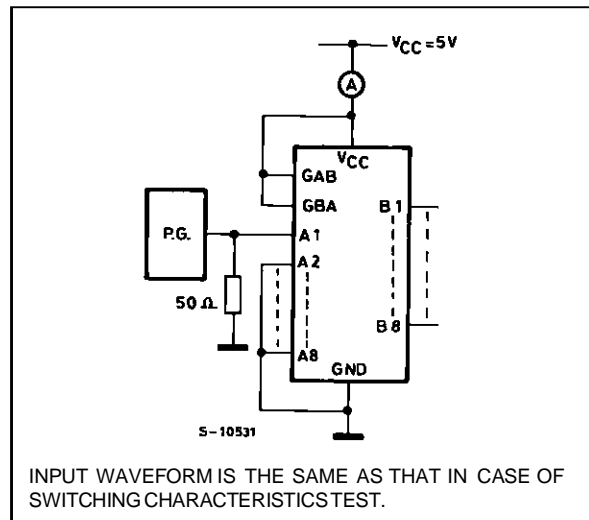 VCC=5V
A
VCC
GAB
GBA
B1
P.G.
A1
A2
50Ω
B8
A8
GND
S-10531
INPUT WAVEFORM IS THE SAME AS THAT IN CASE OF
SWITCHING CHARACTERISTICS TEST.